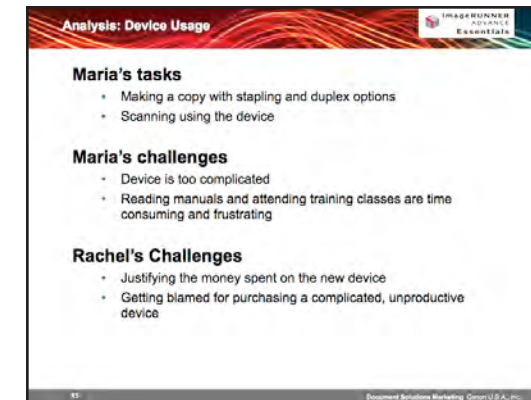 Analysis: Device Usage
imageRUNNER
ADVANCE
Essentials
Maria's tasks
• Making a copy with stapling and duplex options
• Scanning using the device
Maria's challenges
• Device is too complicated
• Reading manuals and attending training classes are time
consuming and frustrating
Rachel's Challenges
• Justifying the money spent on the new device
• Getting blamed for purchasing a complicated, unproductive
device
Document Solutions Marketing Canon U.S.A., Inc.